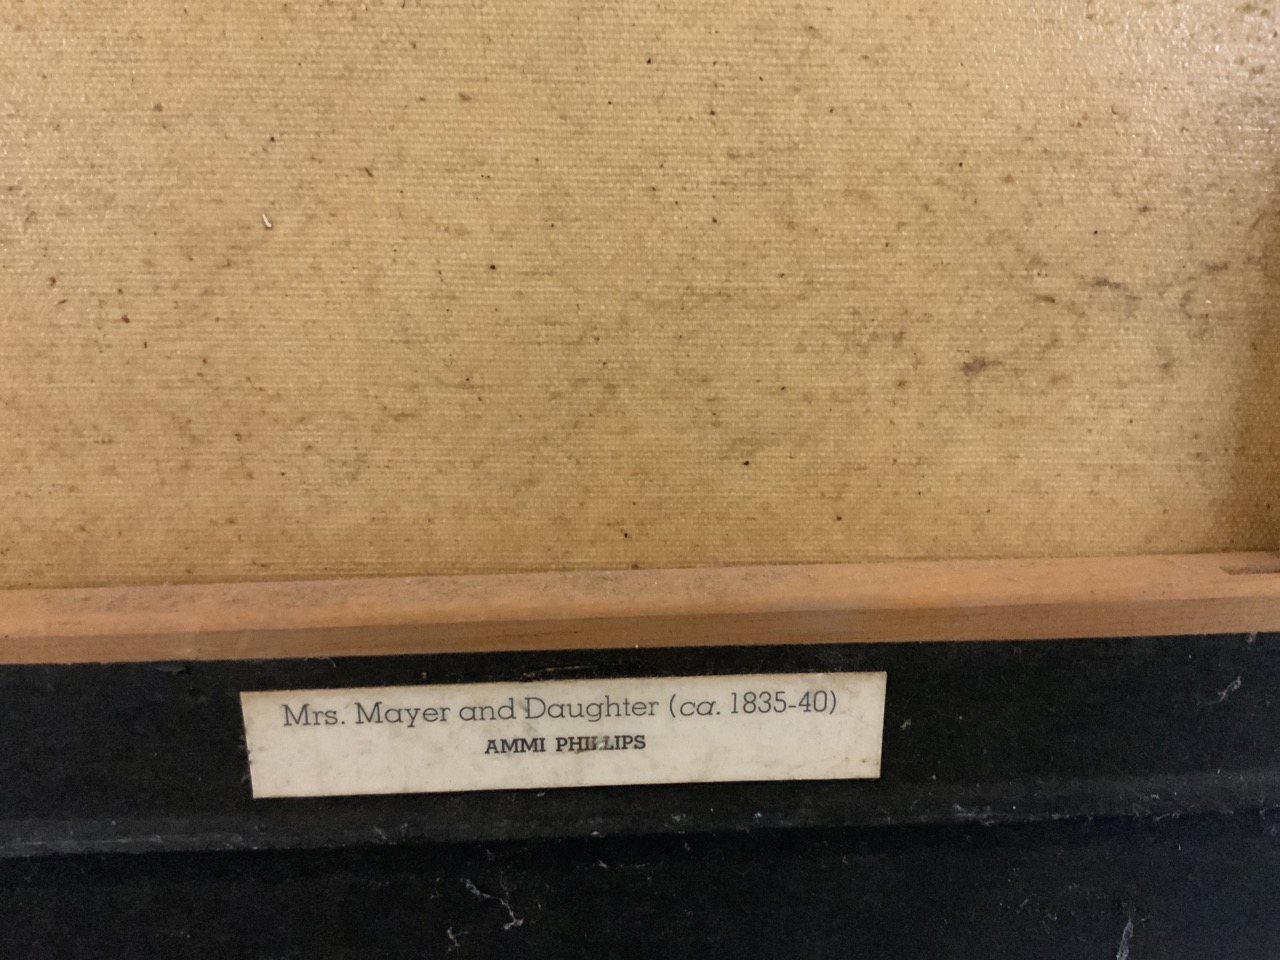 Mrs. Mayer and Daughter (ca. 1835-40)
AMMI PHILLIPS